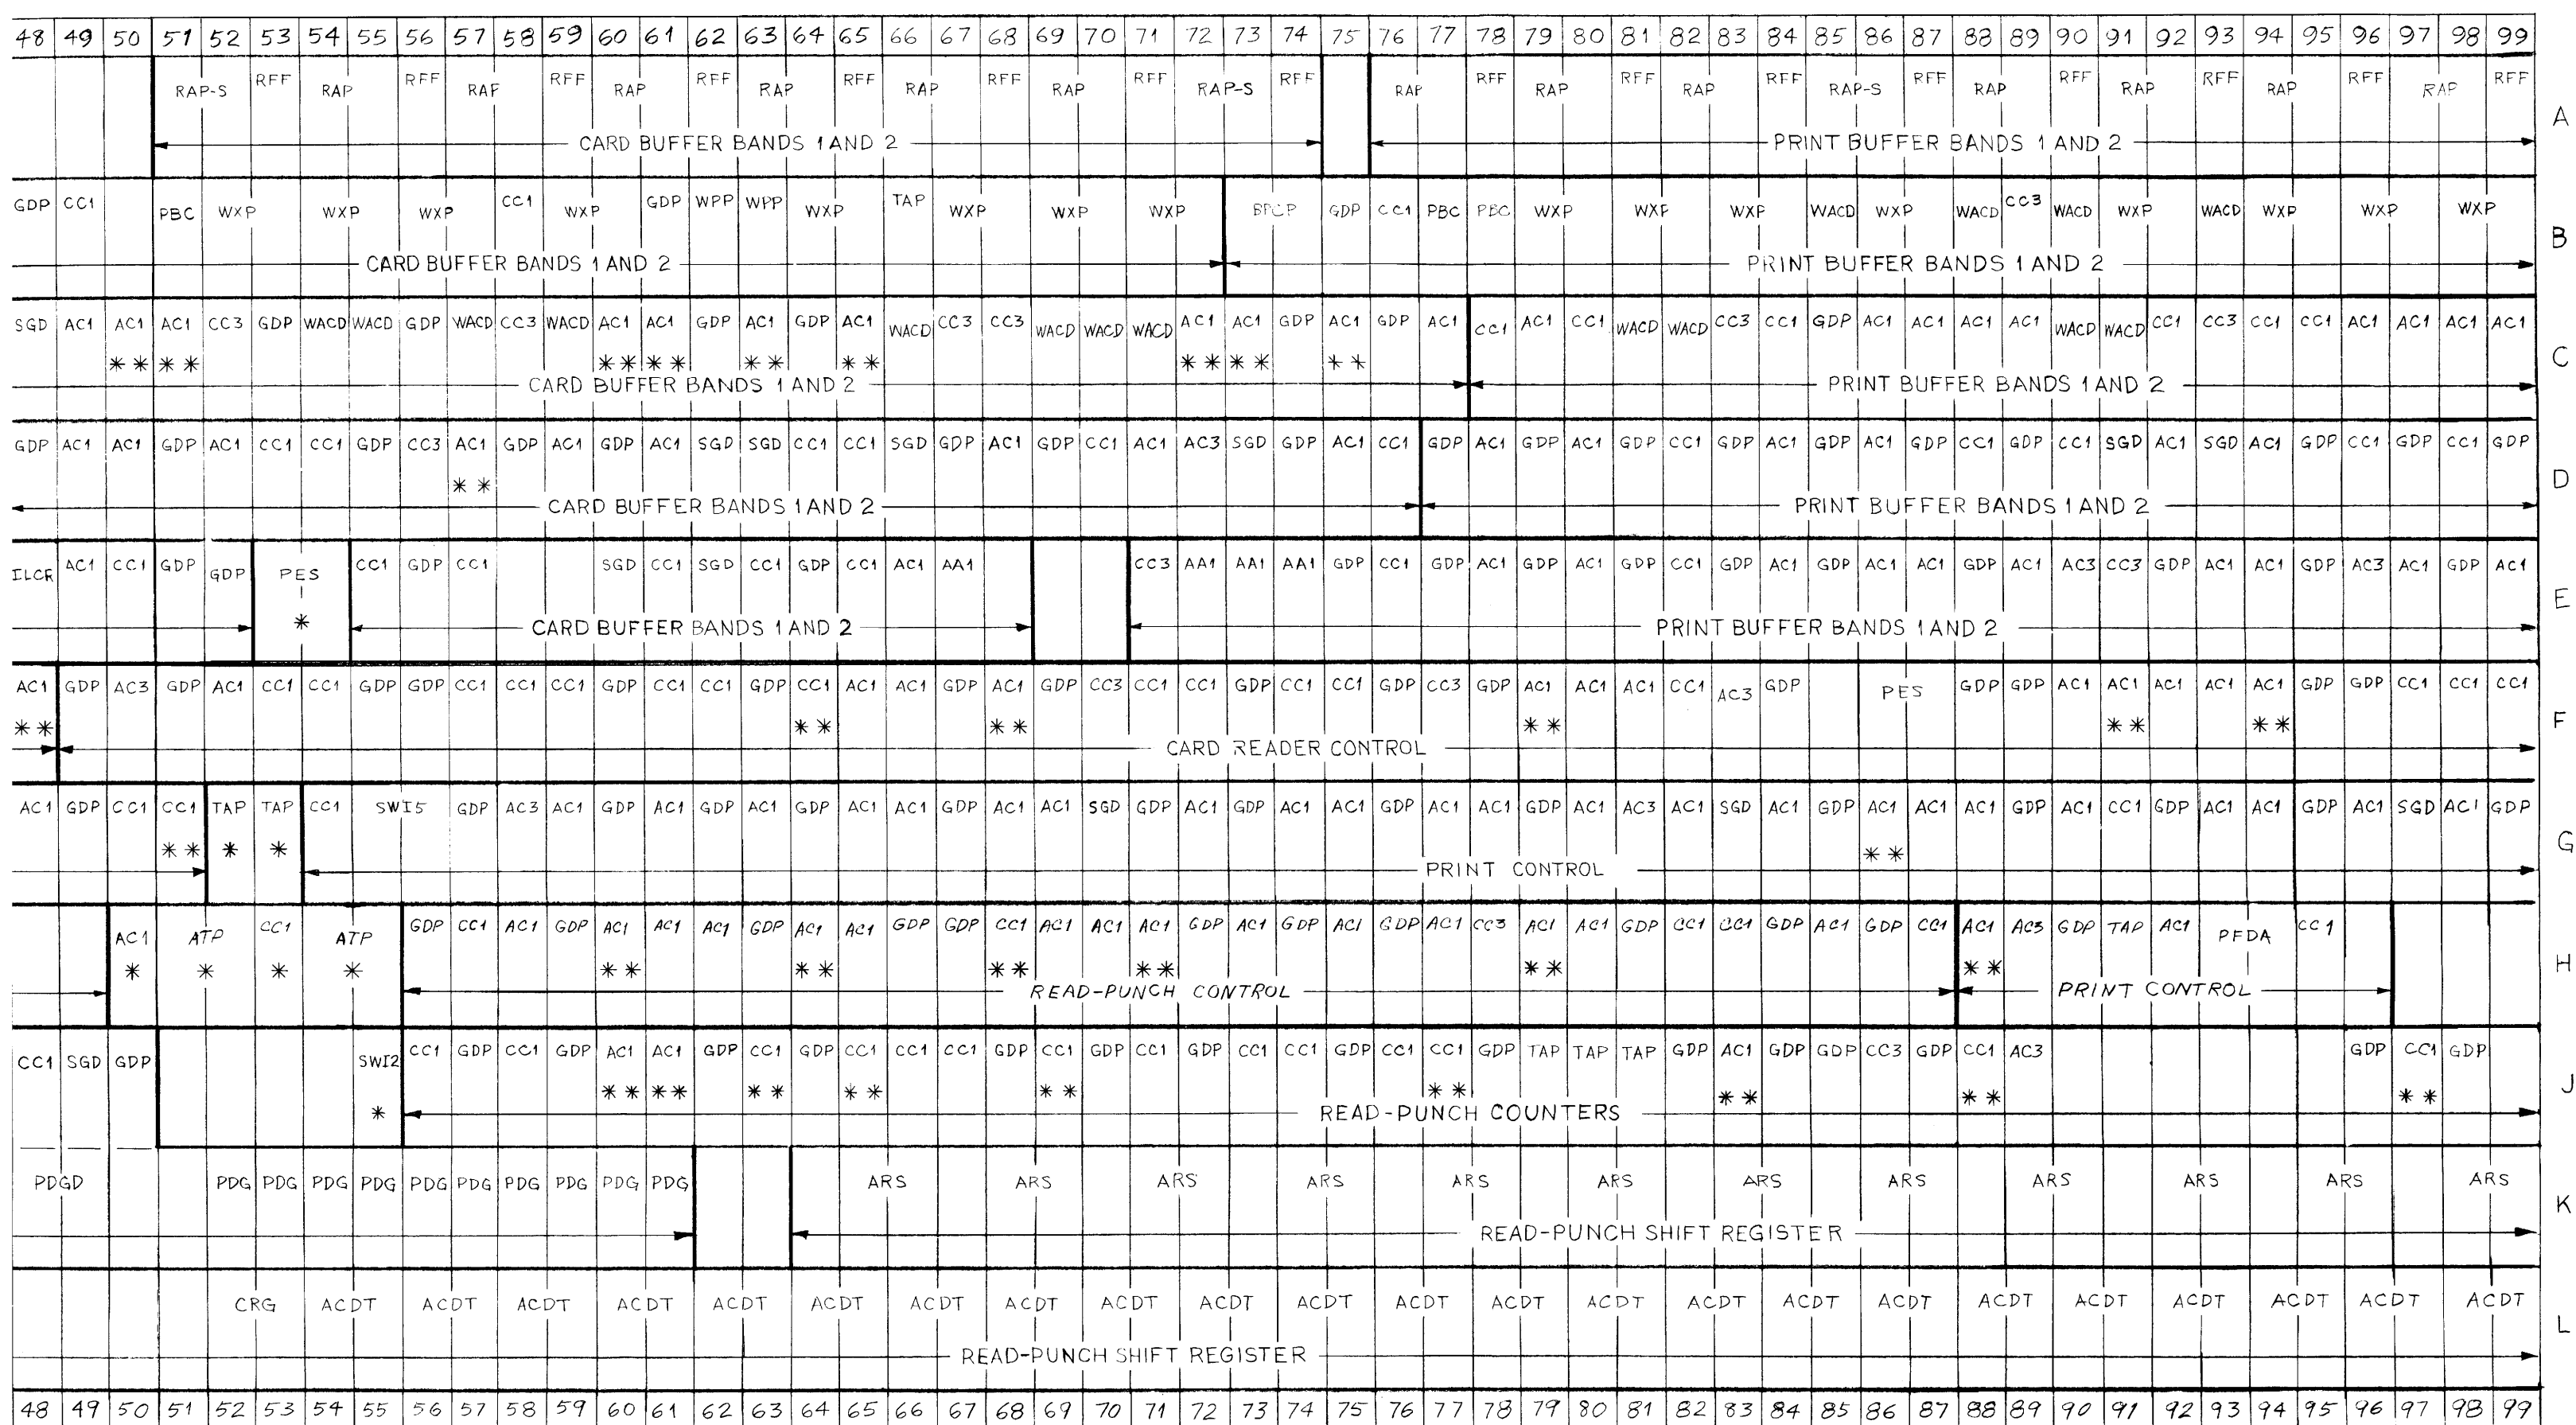 48 49 50 51 52 53 54 55 56 57 58 59 60 61 62 63 64 65 66 67 68 69 70 71 72 73 74 75 76 77 78 79 80 81 82 83 84 85 86 87 88 89 90 91 92 93 94 95 96 97 98 99
RAP-S RFF RAP RFF RAF RFF RAP RFF RAP RFF RAP RFF RAP RFF RAP-S RFF RAP RFF RAP RFF RAP RFF RAP-S RFF RAP RFF RAP RFF RAP RFF RAP RFF A
CARD BUFFER BANDS 1 AND 2 PRINT BUFFER BANDS 1 AND 2
GDP CC1 PBC WXP WXP WXP CC1 WXP GDP WPP WPP WXP TAP WXP WXP WXP BPCP GDP CC1 PBC PBC WXP WXP WXP WACD WXP WACD CC3 WACD WXP WACD WXP WXP WXP B
CARD BUFFER BANDS 1 AND 2 PRINT BUFFER BANDS 1 AND 2
SGD AC1 AC1 AC1 CC3 GDP WACD WACD GDP WACD CC3 WACD AC1 AC1 GDP AC1 GDP AC1 WACD CC3 CC3 WACD WACD WACD AC1 AC1 GDP AC1 GDP AC1 CC1 AC1 CC1 WACD WACD CC3 CC1 GDP AC1 AC1 AC1 AC1 WACD WACD CC1 CC3 CC1 CC1 AC1 AC1 AC1 AC1
** ** ** ** ** ** ** ** ** C
CARD BUFFER BANDS 1 AND 2 PRINT BUFFER BANDS 1 AND 2
GDP AC1 AC1 GDP AC1 CC1 CC1 GDP CC3 AC1 GDP AC1 GDP AC1 SGD SGD CC1 CC1 SGD GDP AC1 GDP CC1 AC1 AC3 SGD GDP AC1 CC1 GDP AC1 GDP AC1 GDP CC1 GDP AC1 GDP AC1 GDP CC1 GDP CC1 SGD AC1 SGD AC1 GDP CC1 GDP CC1 GDP
** D
CARD BUFFER BANDS 1 AND 2 PRINT BUFFER BANDS 1 AND 2
ILCR AC1 CC1 GDP GDP PES CC1 GDP CC1 SGD CC1 SGD CC1 GDP CC1 AC1 AA1 CC3 AA1 AA1 AA1 GDP CC1 GDP AC1 GDP AC1 GDP CC1 GDP AC1 GDP AC1 AC1 GDP AC1 AC3 CC3 GDP AC1 AC1 GDP AC3 AC1 GDP AC1
* E
CARD BUFFER BANDS 1 AND 2 PRINT BUFFER BANDS 1 AND 2
AC1 GDP AC3 GDP AC1 CC1 CC1 GDP GDP CC1 CC1 CC1 GDP CC1 CC1 GDP CC1 AC1 AC1 GDP AC1 GDP CC3 CC1 CC1 GDP CC1 CC1 GDP CC3 GDP AC1 AC1 AC1 CC1 AC3 GDP PES GDP GDP AC1 AC1 AC1 AC1 AC1 GDP GDP CC1 CC1 CC1
** ** ** ** ** ** F
CARD READER CONTROL
AC1 GDP CC1 CC1 TAP TAP CC1 SWI5 GDP AC3 AC1 GDP AC1 GDP AC1 GDP AC1 AC1 GDP AC1 AC1 SGD GDP AC1 GDP AC1 AC1 GDP AC1 AC1 GDP AC1 AC3 AC1 SGD AC1 GDP AC1 AC1 AC1 GDP AC1 CC1 GDP AC1 AC1 GDP AC1 SGD AC1 GDP
** * * ** G
PRINT CONTROL
AC1 ATP CC1 ATP GDP CC1 AC1 GDP AC1 AC1 AC1 GDP AC1 AC1 GDP GDP CC1 AC1 AC1 AC1 GDP AC1 GDP AC1 GDP AC1 CC3 AC1 AC1 GDP CC1 CC1 GDP AC1 GDP CC1 AC1 AC3 GDP TAP AC1 PFDA CC1
* * * * ** ** ** ** ** ** H
READ-PUNCH CONTROL PRINT CONTROL
CC1 SGD GDP SWI2 CC1 GDP CC1 GDP AC1 AC1 GDP CC1 GDP CC1 CC1 CC1 GDP CC1 GDP CC1 GDP CC1 CC1 GDP CC1 CC1 GDP TAP TAP TAP GDP AC1 GDP GDP CC3 GDP CC1 AC3 GDP CC1 GDP
* ** ** ** ** ** ** ** ** ** J
READ-PUNCH COUNTERS
PDGD PDG PDG PDG PDG PDG PDG PDG PDG PDG PDG ARS ARS ARS ARS ARS ARS ARS ARS ARS ARS ARS ARS K
READ-PUNCH SHIFT REGISTER
CRG ACDT ACDT ACDT ACDT ACDT ACDT ACDT ACDT ACDT ACDT ACDT ACDT ACDT ACDT ACDT ACDT ACDT ACDT ACDT ACDT ACDT ACDT ACDT L
READ-PUNCH SHIFT REGISTER
48 49 50 51 52 53 54 55 56 57 58 59 60 61 62 63 64 65 66 67 68 69 70 71 72 73 74 75 76 77 78 79 80 81 82 83 84 85 86 87 88 89 90 91 92 93 94 95 96 97 98 99